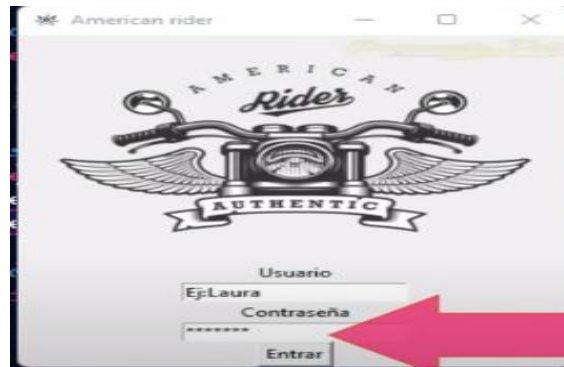 American rider
AMERICAN
Rider
AUTHENTIC
Usuario
Ej:Laura
Contraseña
*******
Entrar